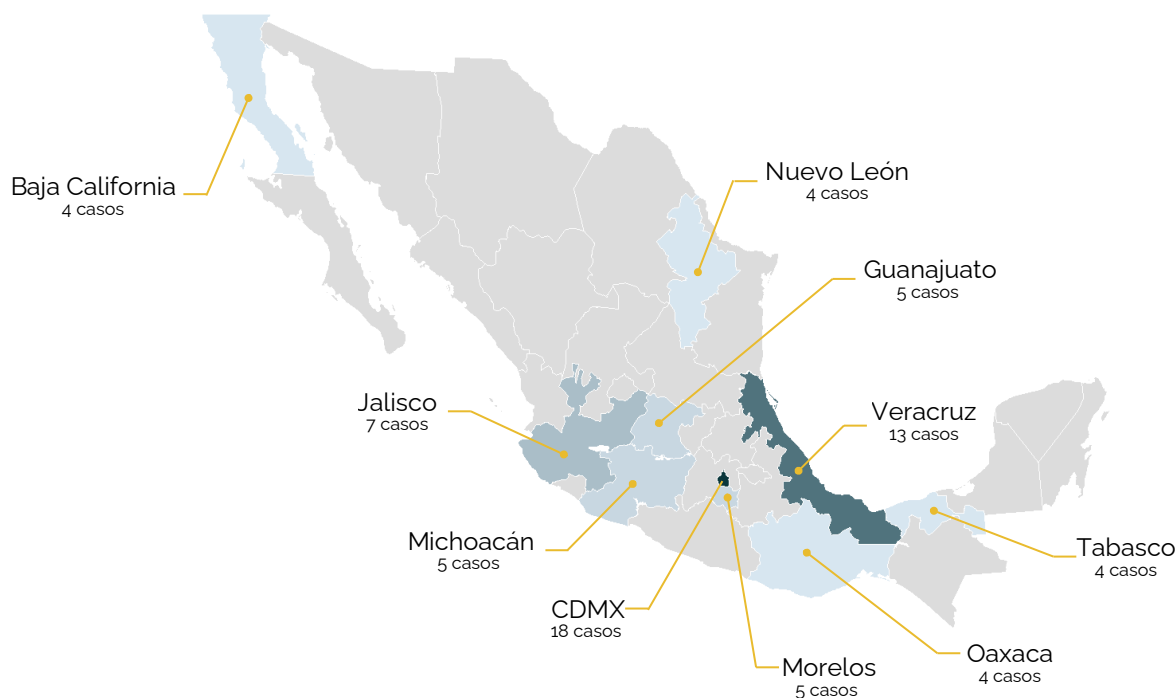 Nuevo León
4 casos
Baja California
4 casos
Guanajuato
5 casos
Jalisco
7 casos
Veracruz
13 casos
Michoacán
5 casos
Tabasco
4 casos
CDMX
18 casos
Oaxaca
4 casos
Morelos
5 casos